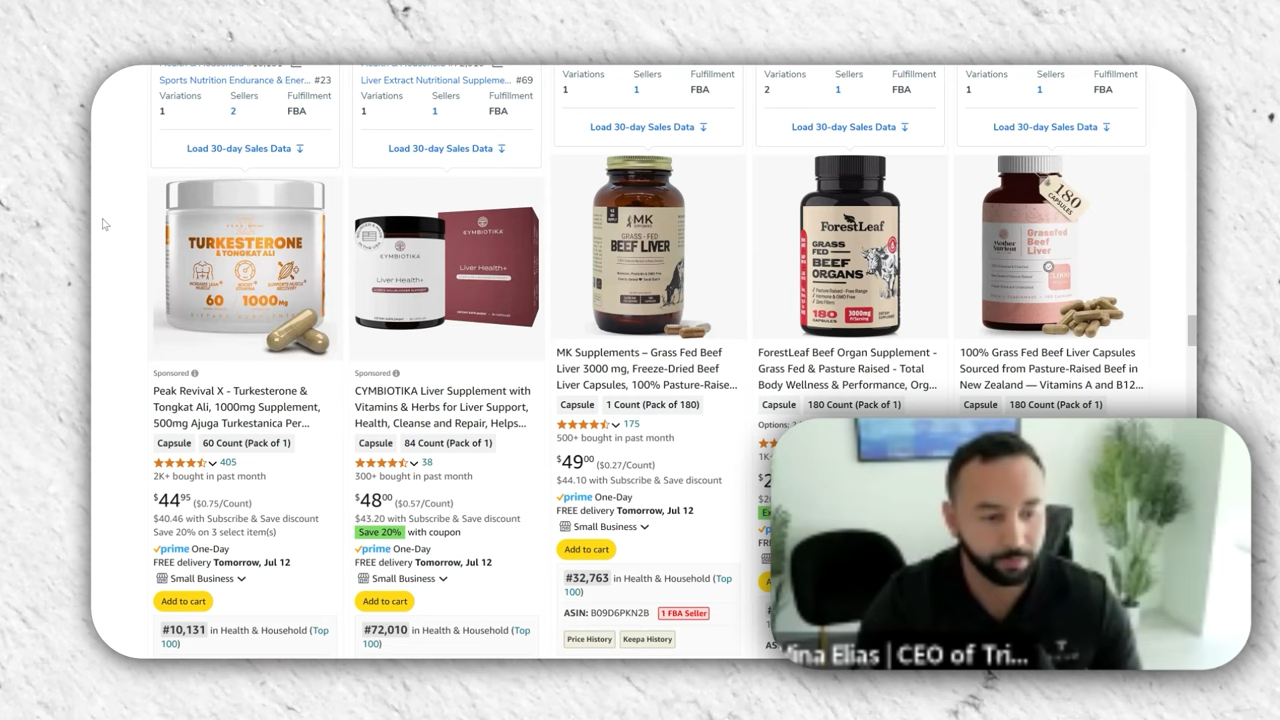 Sports Nutrition Endurance & Ener... #23
Variations Sellers Fulfillment
1 2 FBA
Load 30-day Sales Data
TURKESTERONE
& TONGKAT ALI
60 1000MG
Sponsored
Peak Revival X - Turkesterone &
Tongkat Ali, 1000mg Supplement,
500mg Ajuga Turkestanica Per...
Capsule 60 Count (Pack of 1)
405
2K+ bought in past month
$44 95 ($0.75/Count)
$40.46 with Subscribe & Save discount
Save 20% on 3 select item(s)
prime One-Day
FREE delivery Tomorrow, Jul 12
Small Business
Add to cart
#10,131 in Health & Household (Top
100)
Liver Extract Nutritional Suppleme... #69
Variations Sellers Fulfillment
1 1 FBA
Load 30-day Sales Data
CYMBIOTIKA
Liver Health+
CYMBIOTIKA
Liver Health+
Sponsored
CYMBIOTIKA Liver Supplement with
Vitamins & Herbs for Liver Support,
Health, Cleanse and Repair, Helps...
Capsule 84 Count (Pack of 1)
38
300+ bought in past month
$48 00 ($0.57/Count)
$43.20 with Subscribe & Save discount
Save 20% with coupon
prime One-Day
FREE delivery Tomorrow, Jul 12
Small Business
Add to cart
#72,010 in Health & Household (Top
100)
Variations Sellers Fulfillment
1 1 FBA
Load 30-day Sales Data
MK
GRASS - FED
BEEF LIVER
MK Supplements – Grass Fed Beef
Liver 3000 mg, Freeze-Dried Beef
Liver Capsules, 100% Pasture-Raise...
Capsule 1 Count (Pack of 180)
175
500+ bought in past month
$49 00 ($0.27/Count)
$44.10 with Subscribe & Save discount
prime One-Day
FREE delivery Tomorrow, Jul 12
Small Business
Add to cart
#32,763 in Health & Household (Top
100)
ASIN: B09D6PKN2B 1 FBA Seller
Price History Keepa History
Variations Sellers Fulfillment
2 1 FBA
Load 30-day Sales Data
ForestLeaf
GRASS
FED
BEEF
ORGANS
180
CAPSULES
3000mg
ForestLeaf Beef Organ Supplement -
Grass Fed & Pasture Raised - Total
Body Wellness & Performance, Org...
Capsule 180 Count (Pack of 1)
Options:
Variations Sellers Fulfillment
1 1 FBA
Load 30-day Sales Data
180
CAPSULES
Mother
Nutrient
Grassfed
Beef
Liver
100% Grass Fed Beef Liver Capsules
Sourced from Pasture-Raised Beef in
New Zealand — Vitamins A and B12...
Capsule 180 Count (Pack of 1)
Mina Elias | CEO of Tri...